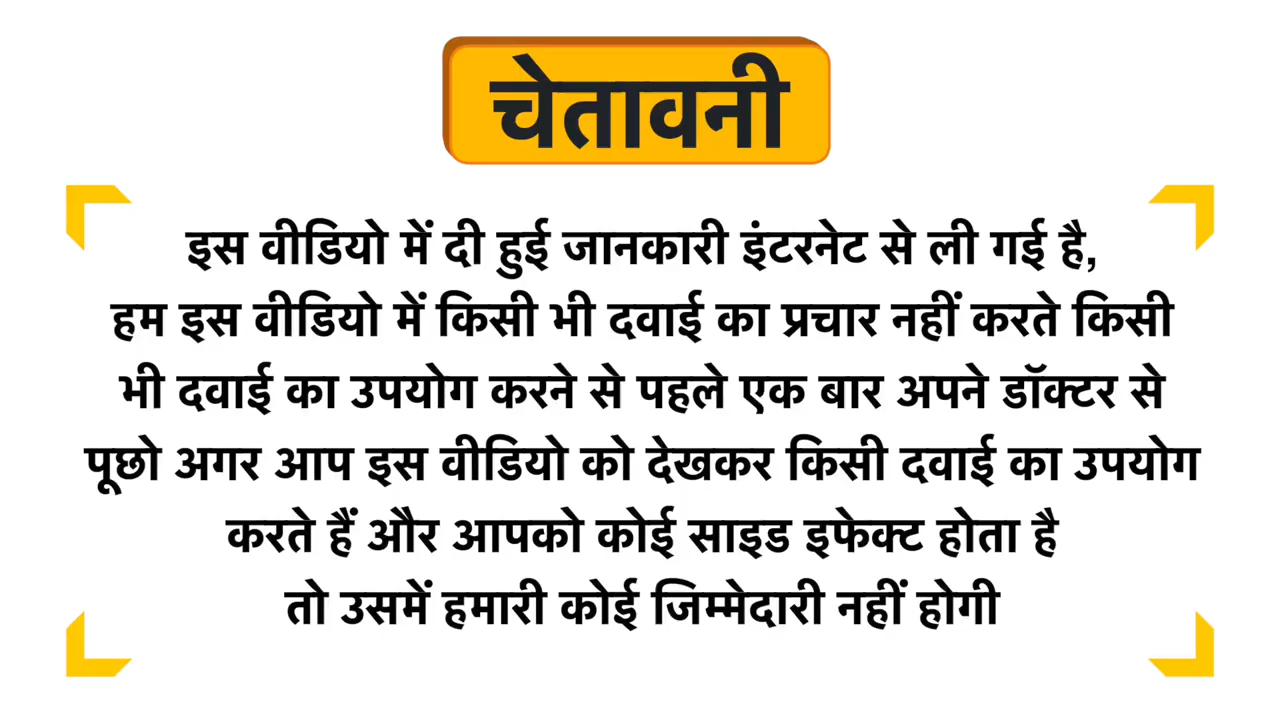 चेतावनी
इस वीडियो में दी हुई जानकारी इंटरनेट से ली गई है,
हम इस वीडियो में किसी भी दवाई का प्रचार नहीं करते किसी
भी दवाई का उपयोग करने से पहले एक बार अपने डॉक्टर से
पूछो अगर आप इस वीडियो को देखकर किसी दवाई का उपयोग
करते हैं और आपको कोई साइड इफेक्ट होता है
तो उसमें हमारी कोई जिम्मेदारी नहीं होगी